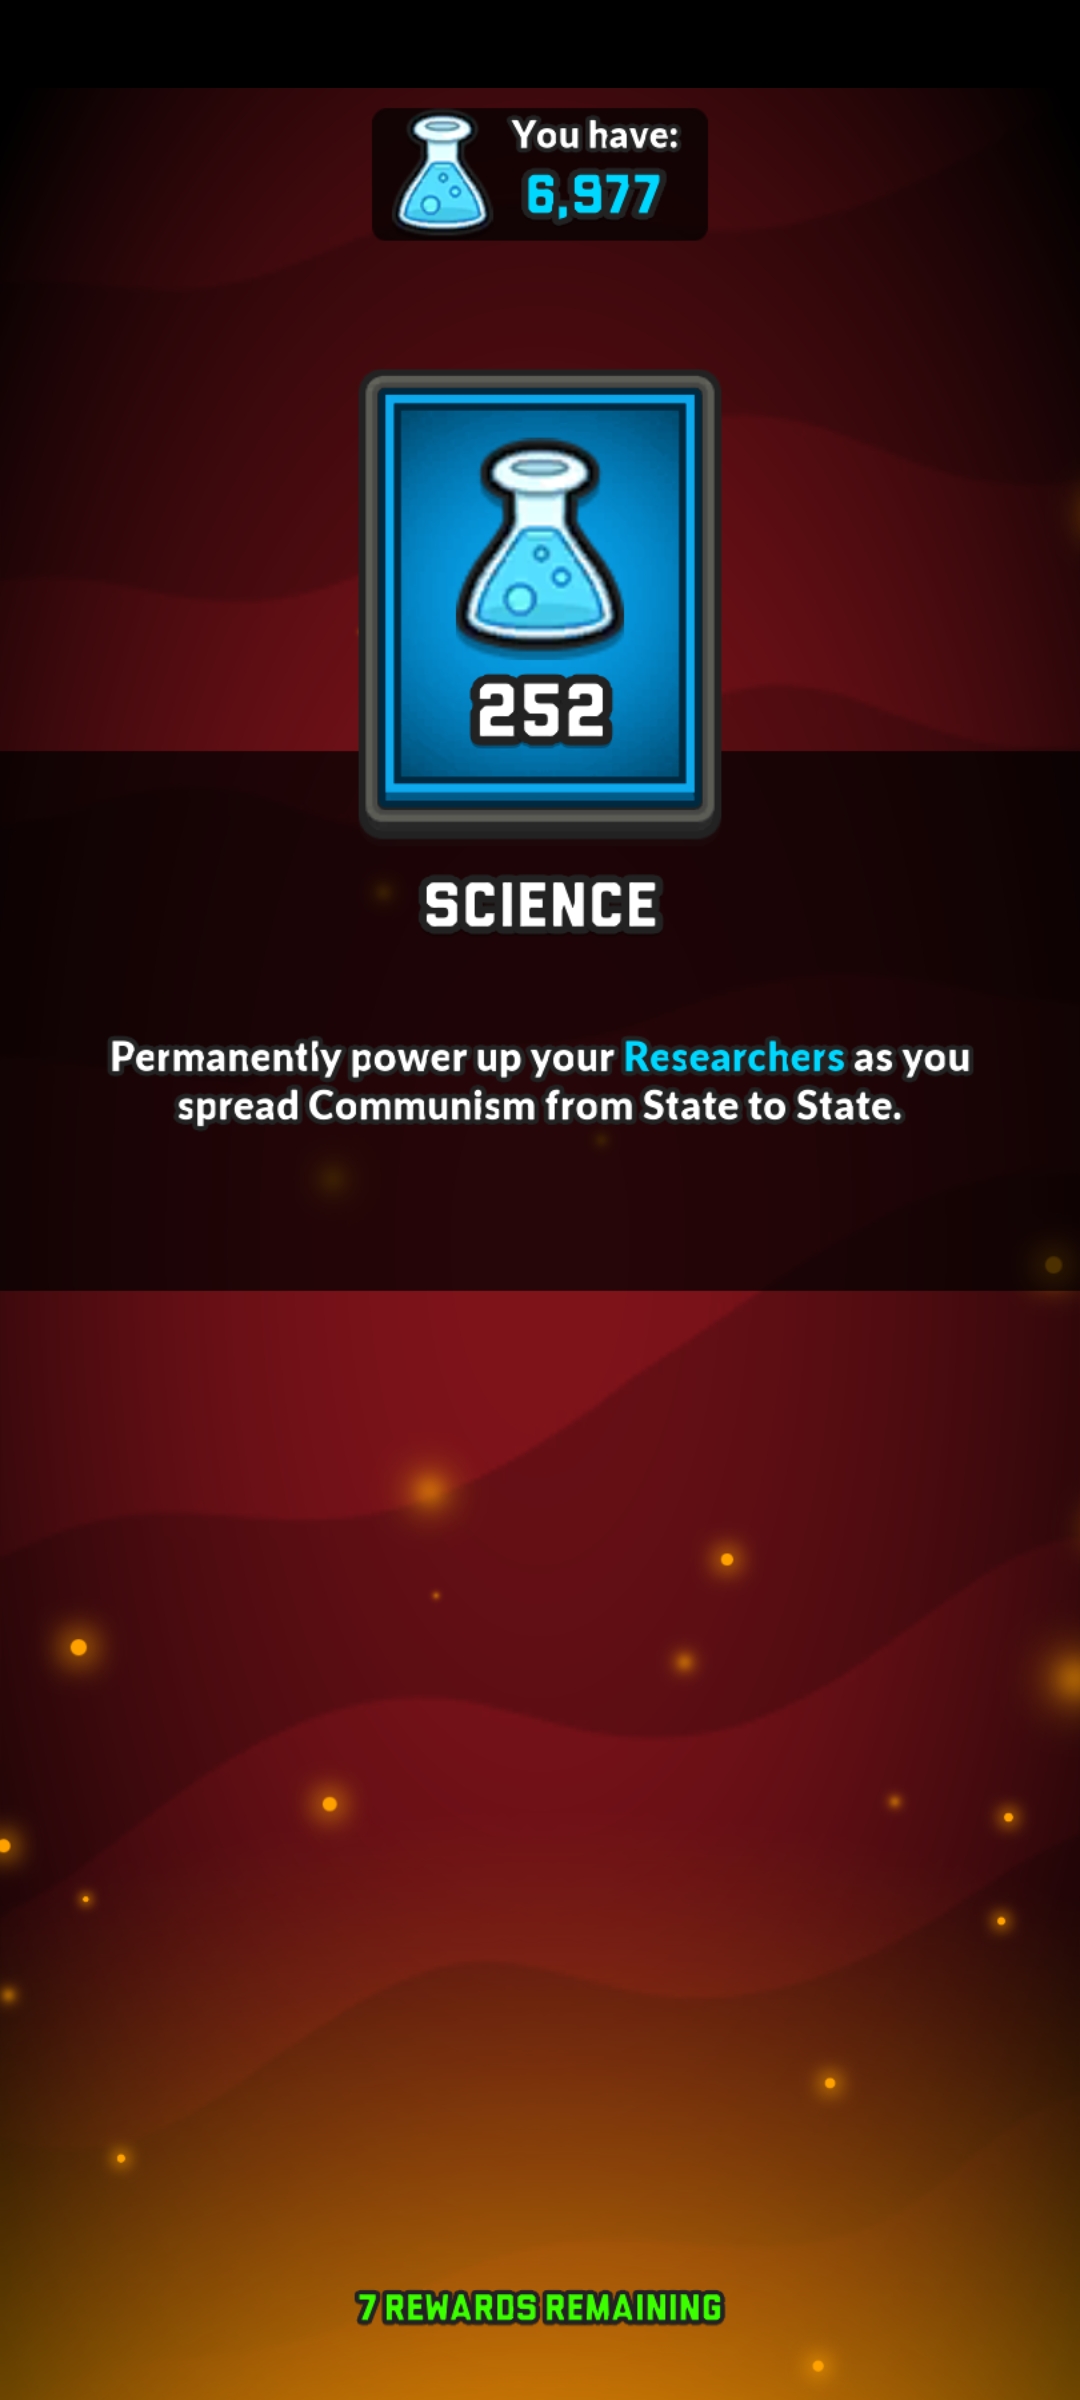 You have:
6,977
252
SCIENCE
Permanently power up your Researchers as you
spread Communism from State to State.
7 REWARDS REMAINING